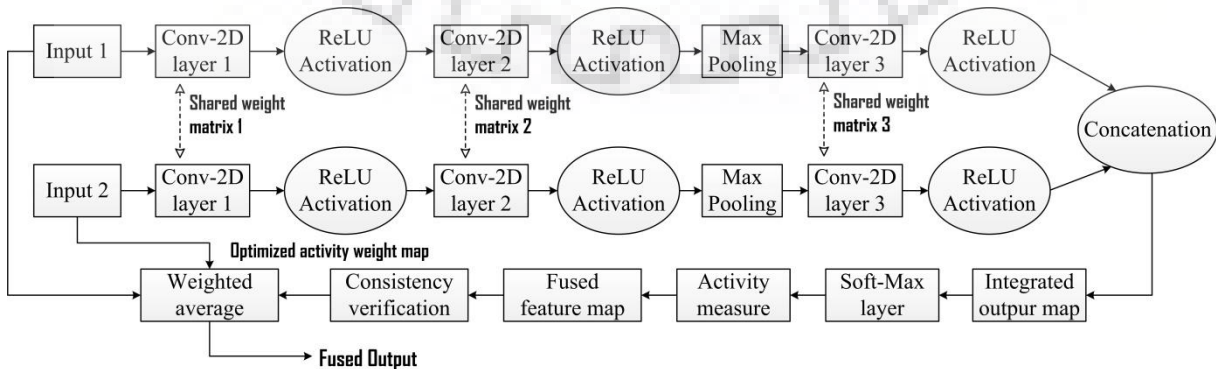 Input 1
Conv-2D
layer 1
ReLU
Activation
Conv-2D
layer 2
ReLU
Activation
Max
Pooling
Conv-2D
layer 3
ReLU
Activation
Shared weight
matrix 1
Shared weight
matrix 2
Shared weight
matrix 3
Concatenation
Input 2
Conv-2D
layer 1
ReLU
Activation
Conv-2D
layer 2
ReLU
Activation
Max
Pooling
Conv-2D
layer 3
ReLU
Activation
Optimized activity weight map
Weighted
average
Consistency
verification
Fused
feature map
Activity
measure
Soft-Max
layer
Integrated
outpur map
Fused Output